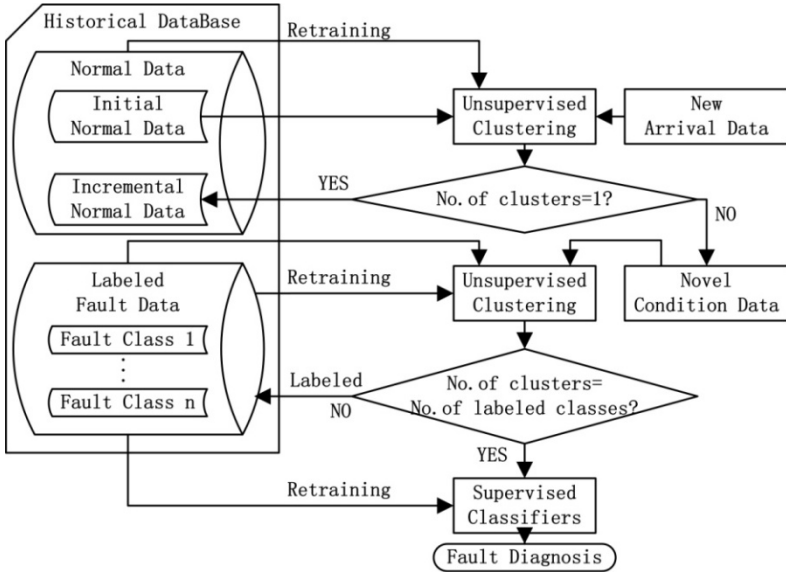 Historical DataBase
Retraining
Normal Data
Initial
Normal Data
Unsupervised
Clustering
New
Arrival Data
Incremental
Normal Data
YES
No.of clusters=1?
NO
Labeled
Fault Data
Retraining
Unsupervised
Clustering
Novel
Condition Data
Fault Class 1
⋮
Fault Class n
Labeled
NO
No.of clusters=
No.of labeled classes?
YES
Retraining
Supervised
Classifiers
Fault Diagnosis